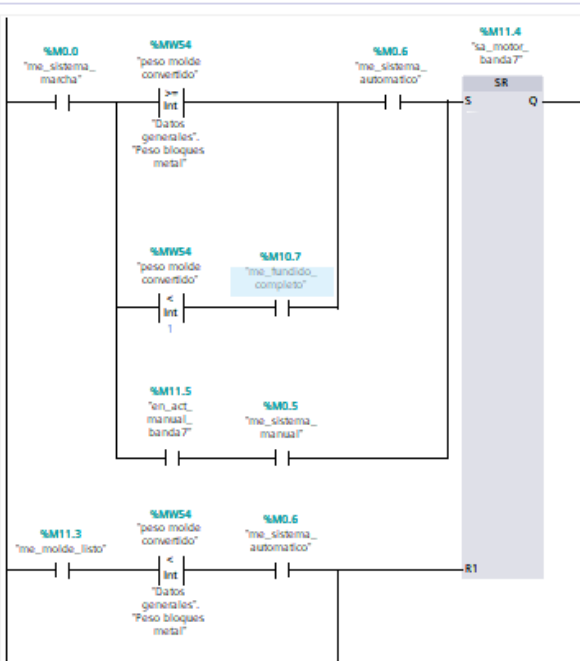 %M11.4
"sa_motor_
banda7"
%M0.0
"me_sistema_
marcha"
%MW54
"peso molde
convertido"
%M0.6
"me_sistema_
automatico"
SR
>=
Int
S
Q
"Datos
generales".
"Peso bloques
metal"
%MW54
"peso molde
convertido"
%M10.7
"me_fundido_
completo"
<
Int
1
%M11.5
"en_act_
manual_
banda7"
%M0.5
"me_sistema_
manual"
%M11.3
"me_molde_listo"
%MW54
"peso molde
convertido"
%M0.6
"me_sistema_
automatico"
<
Int
R1
"Datos
generales".
"Peso bloques
metal"